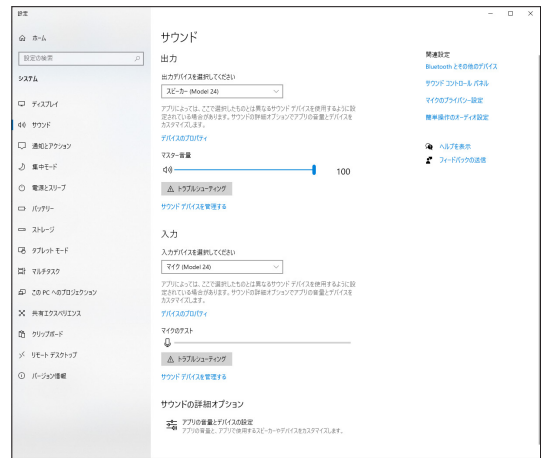 設定
ホーム
設定の検索
システム
ディスプレイ
サウンド
通知とアクション
集中モード
電源とスリープ
バッテリー
ストレージ
タブレット モード
マルチタスク
この PC へのプロジェクション
共有エクスペリエンス
クリップボード
リモート デスクトップ
バージョン情報
サウンド
出力
出力デバイスを選択してください
スピーカー (Model 24)
アプリによっては、ここで選択したものとは異なるサウンド デバイスを使用するように設
定されている場合があります。サウンドの詳細オプションでアプリの音量とデバイスを
カスタマイズします。
デバイスのプロパティ
マスター音量
100
トラブルシューティング
サウンド デバイスを管理する
入力
入力デバイスを選択してください
マイク (Model 24)
アプリによっては、ここで選択したものとは異なるサウンド デバイスを使用するように設
定されている場合があります。サウンドの詳細オプションでアプリの音量とデバイスを
カスタマイズします。
デバイスのプロパティ
マイクのテスト
トラブルシューティング
サウンド デバイスを管理する
サウンドの詳細オプション
アプリの音量とデバイスの設定
アプリの音量と、アプリで使用するスピーカーやデバイスをカスタマイズします。
関連設定
Bluetooth とその他のデバイス
サウンド コントロール パネル
マイクのプライバシー設定
簡単操作のオーディオ設定
ヘルプを表示
フィードバックの送信